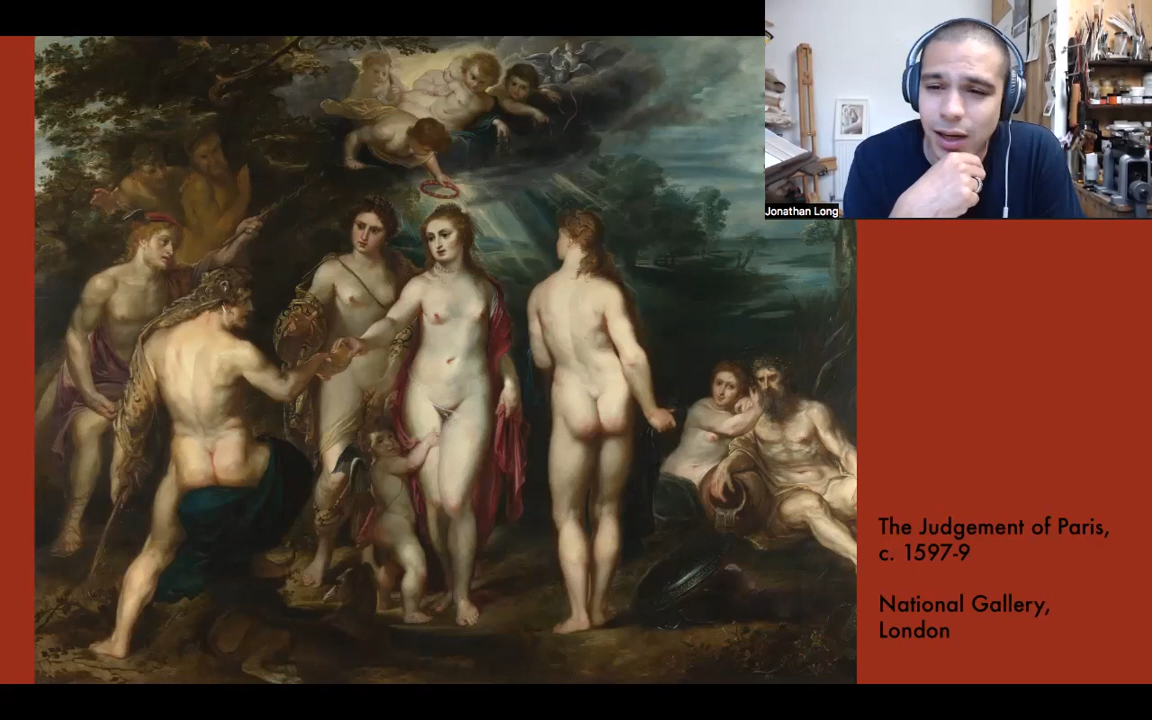 Jonathan Long
The Judgement of Paris,
c. 1597-9
National Gallery,
London